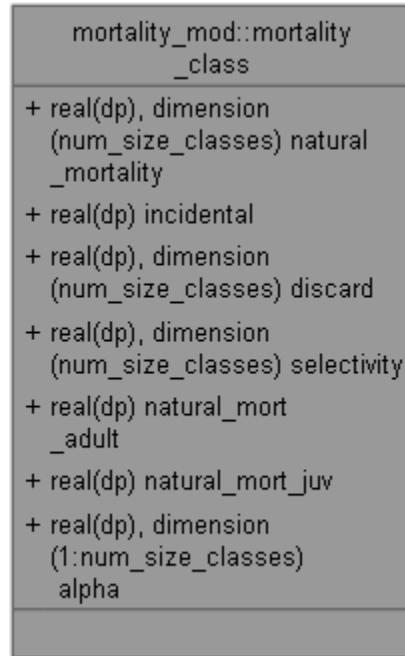 mortality_mod::mortality
_class
+ real(dp), dimension
(num_size_classes) natural
_mortality
+ real(dp) incidental
+ real(dp), dimension
(num_size_classes) discard
+ real(dp), dimension
(num_size_classes) selectivity
+ real(dp) natural_mort
_adult
+ real(dp) natural_mort_juv
+ real(dp), dimension
(1:num_size_classes)
alpha